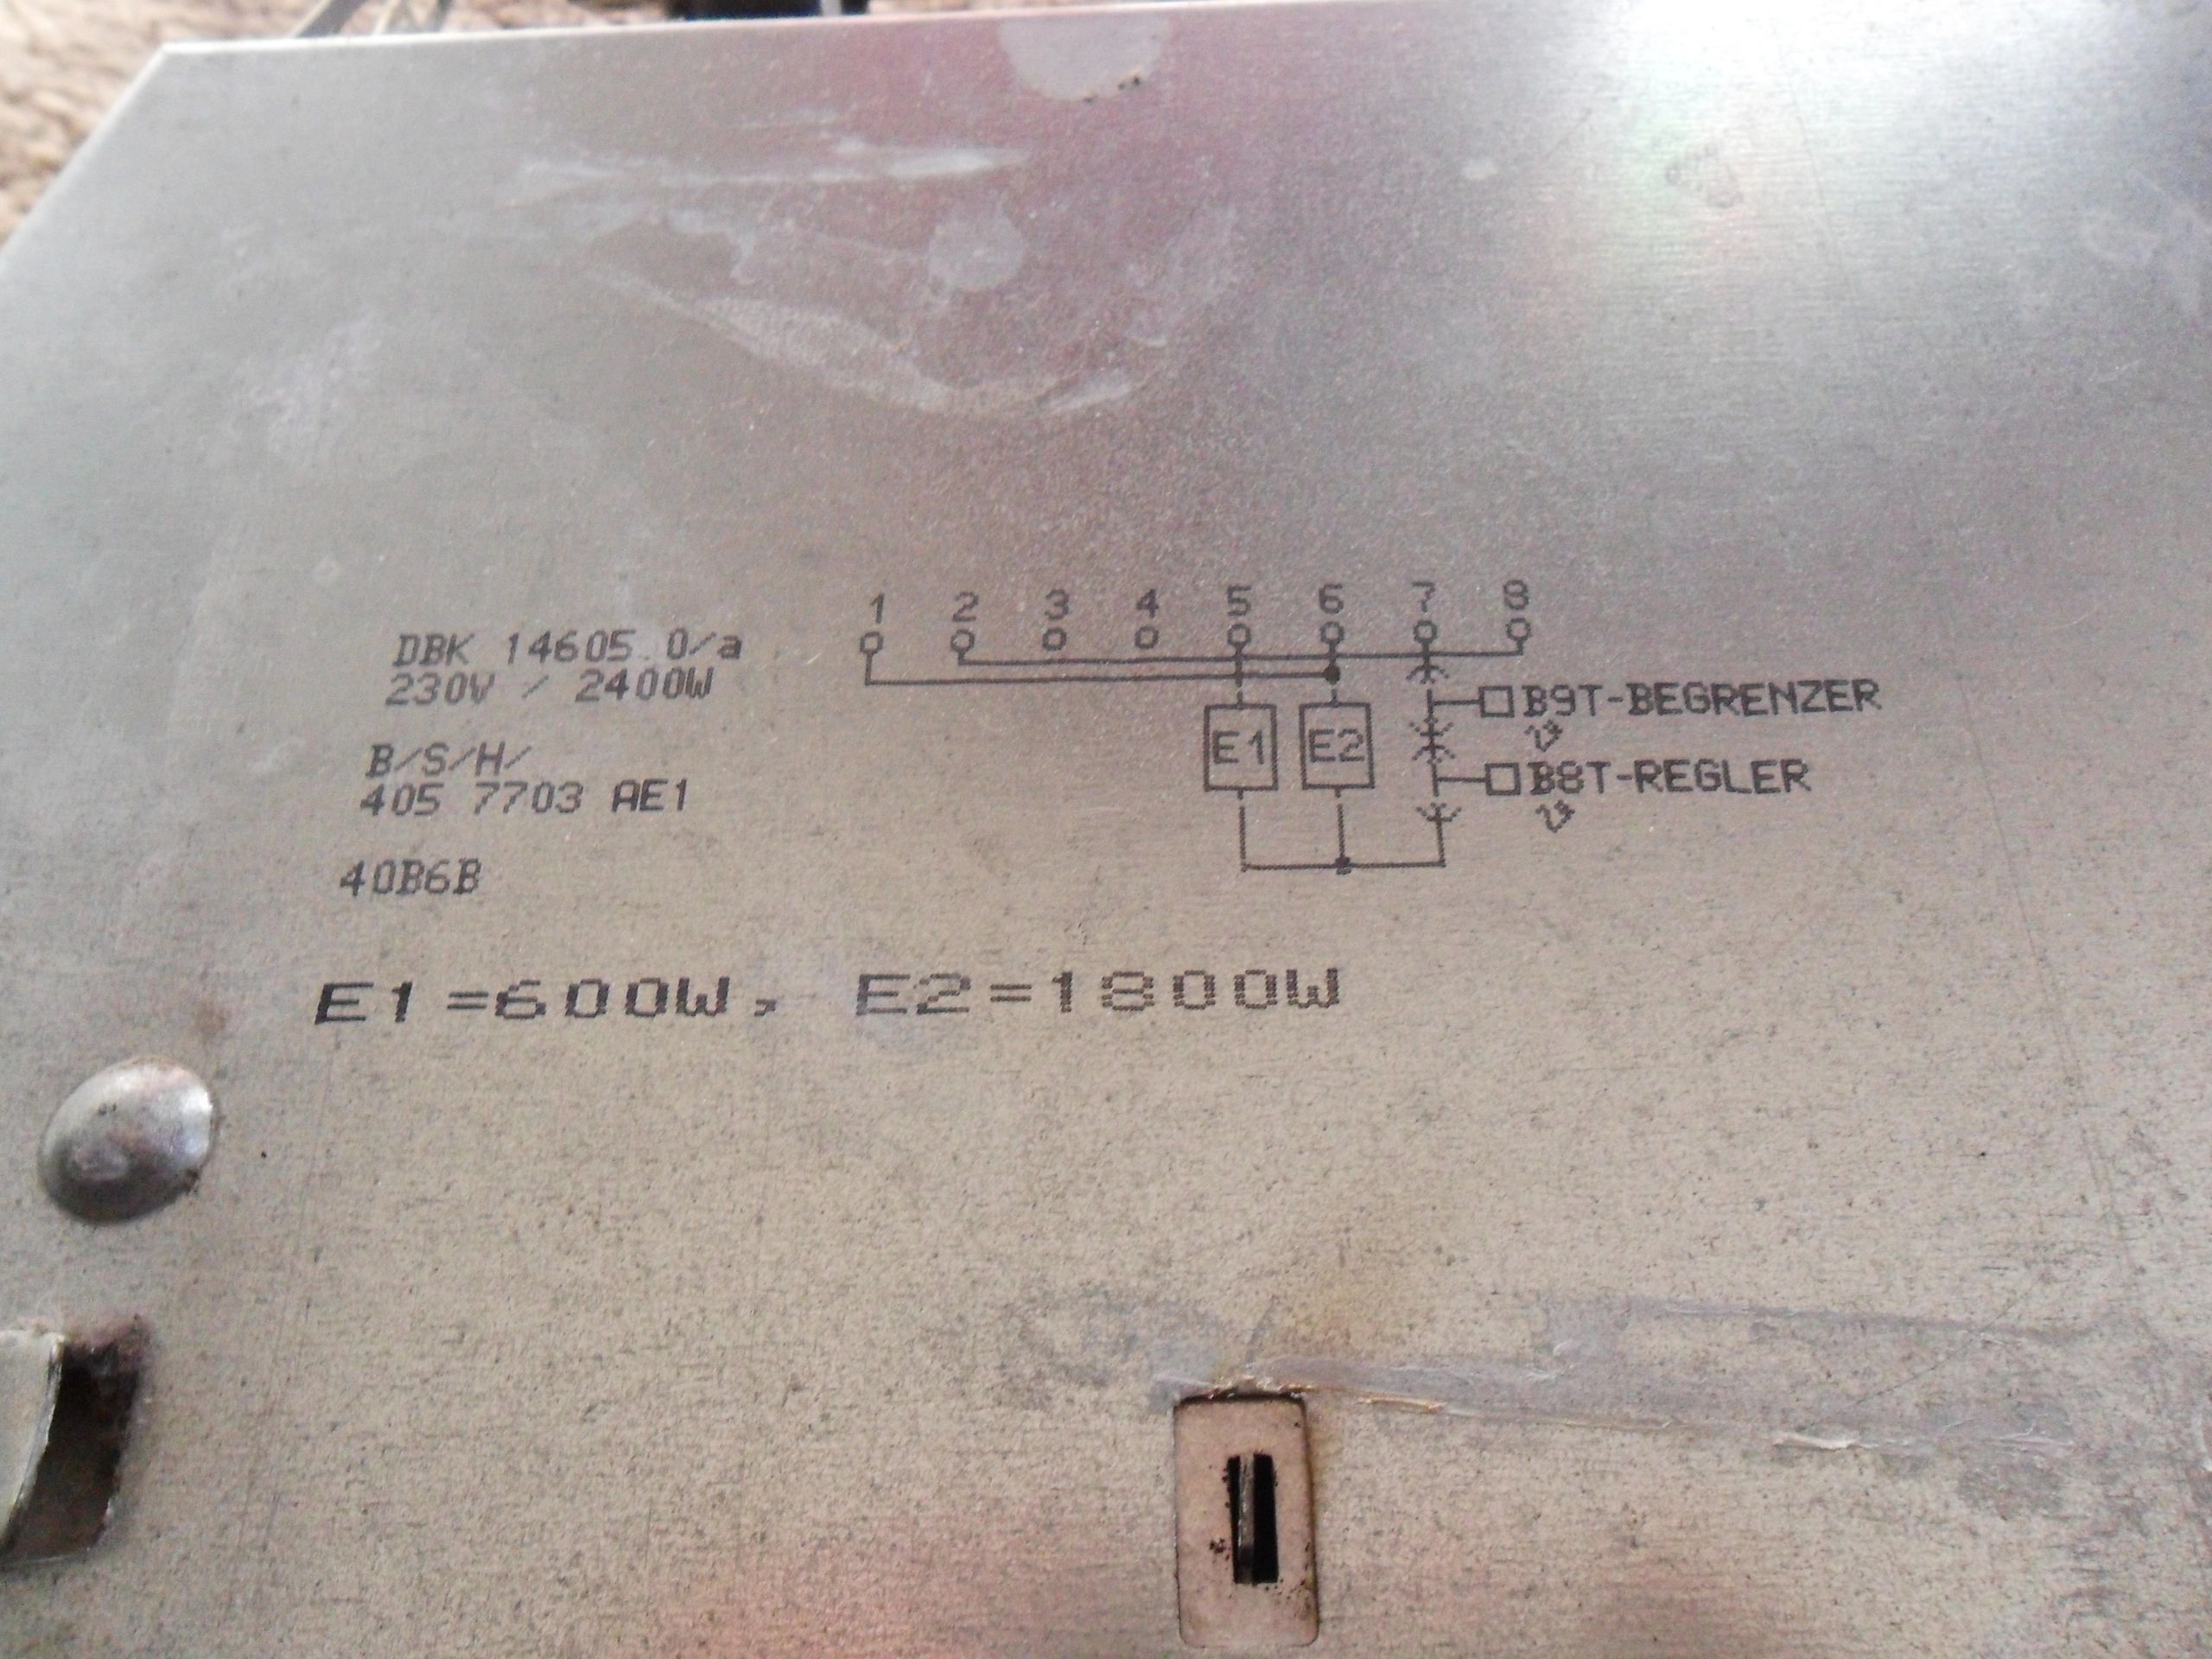 1 2 3 4 5 6 7 8
DBK 14605.0/a
230V / 2400W
B9T-BEGRENZER
E1 E2
B/S/H/
B8T-REGLER
405 7703 AE1
40B6B
E1=600W, E2=1800W